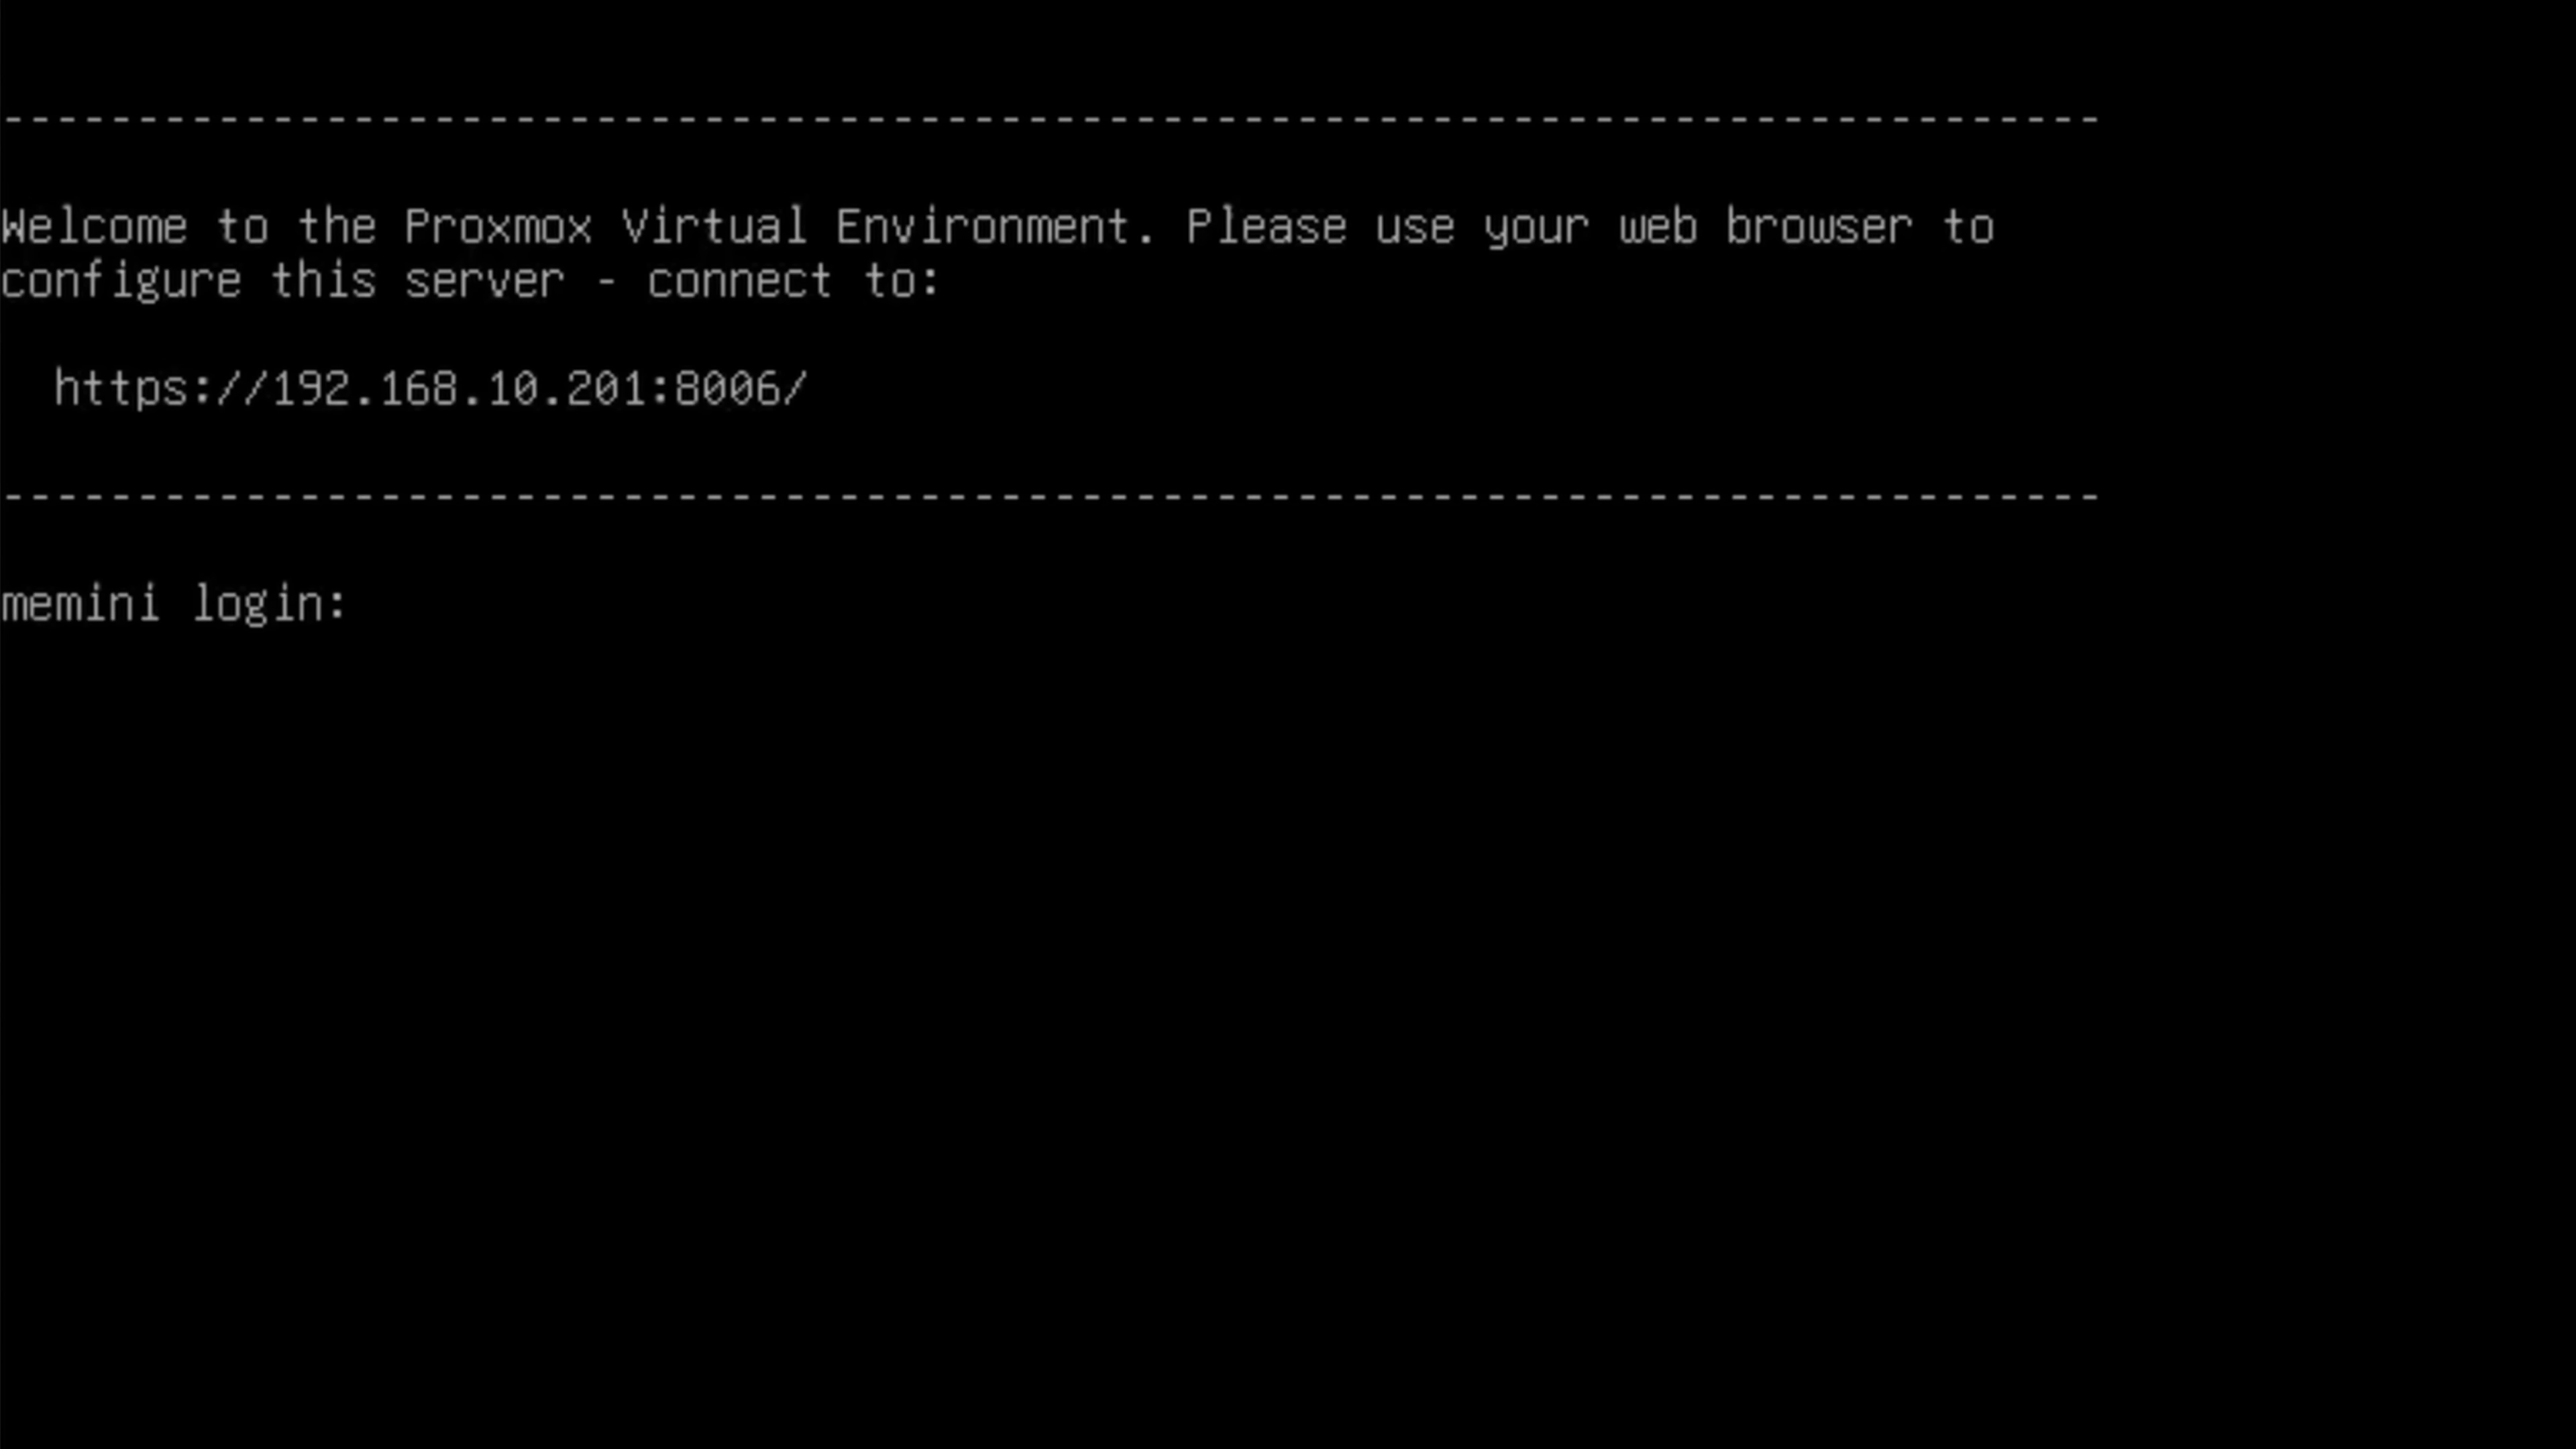 ------------------------------------------------------------------------------
Welcome to the Proxmox Virtual Environment. Please use your web browser to
configure this server - connect to:
https://192.168.10.201:8006/
------------------------------------------------------------------------------
memini login: